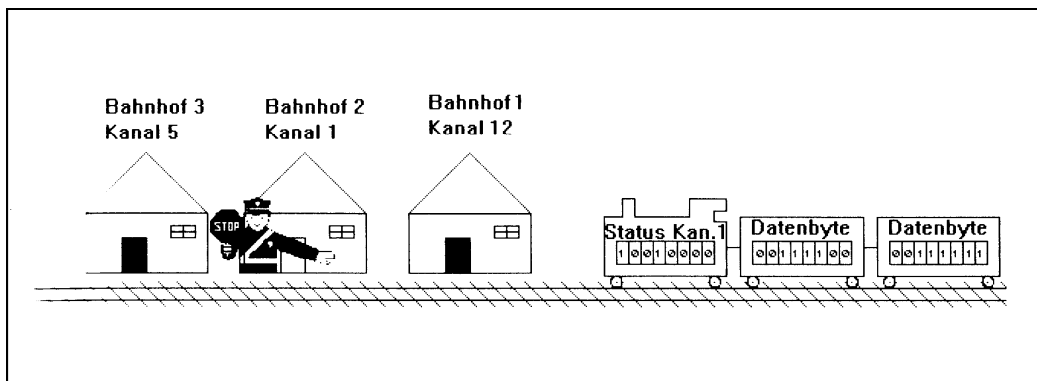 Bahnhof 3
Kanal 5
Bahnhof 2
Kanal 1
Bahnhof 1
Kanal 12
STOP
Status Kan.1
10010000
Datenbyte
00111100
Datenbyte
00111111